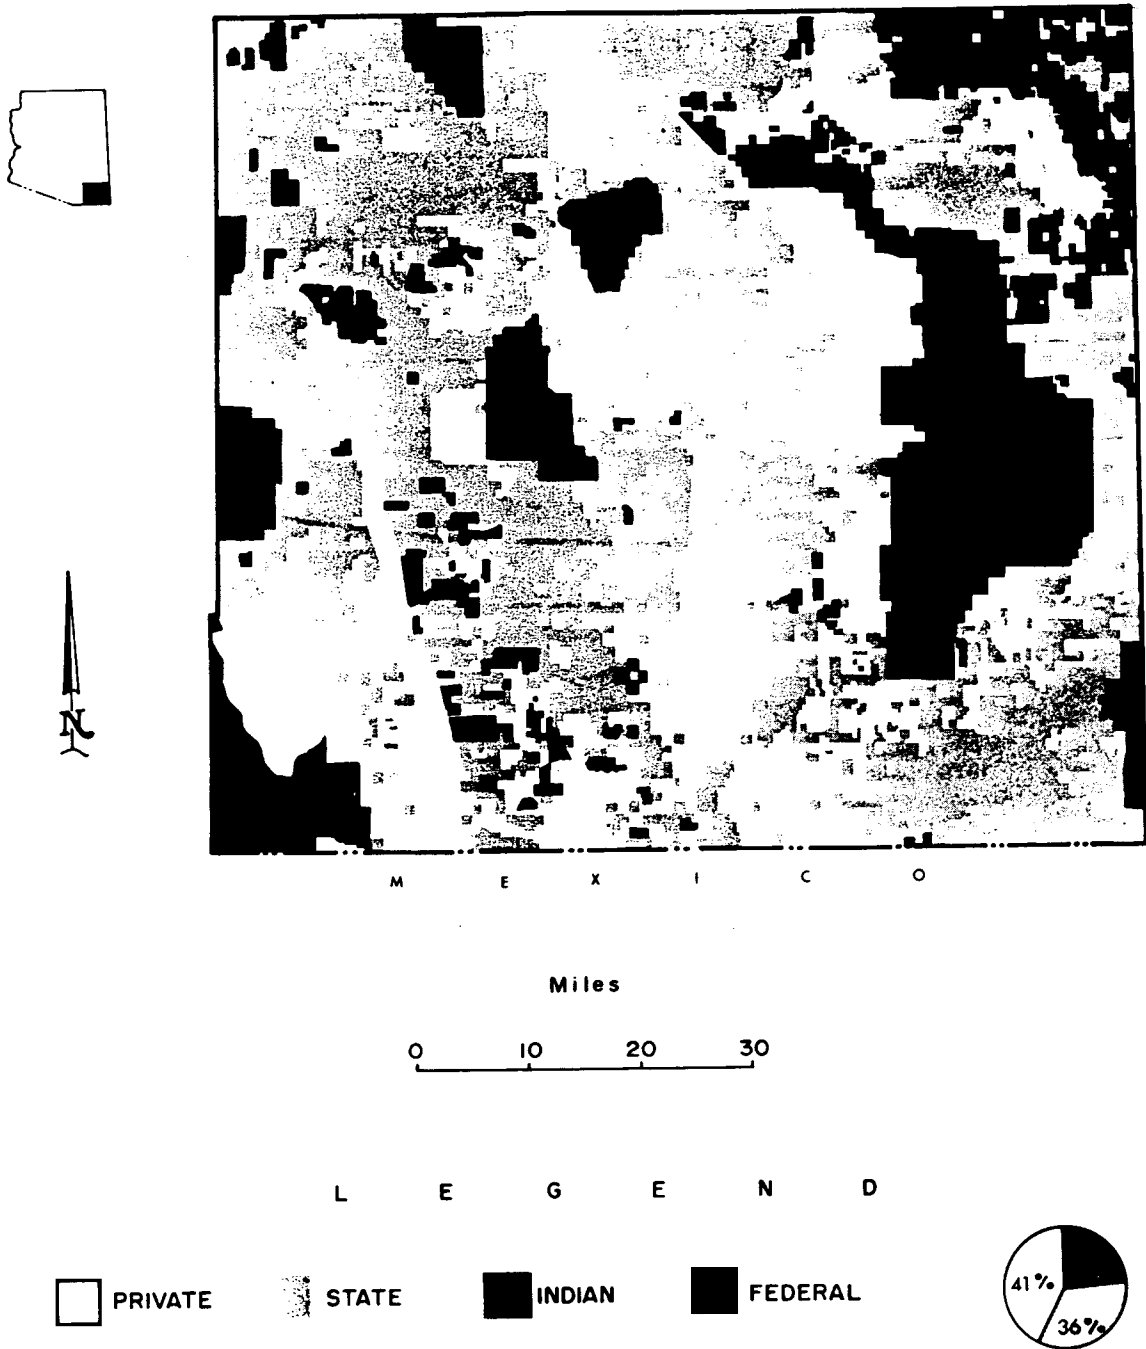 N
M E X I C O
Miles
0 10 20 30
L E G E N D
PRIVATE STATE INDIAN FEDERAL
41%
36%